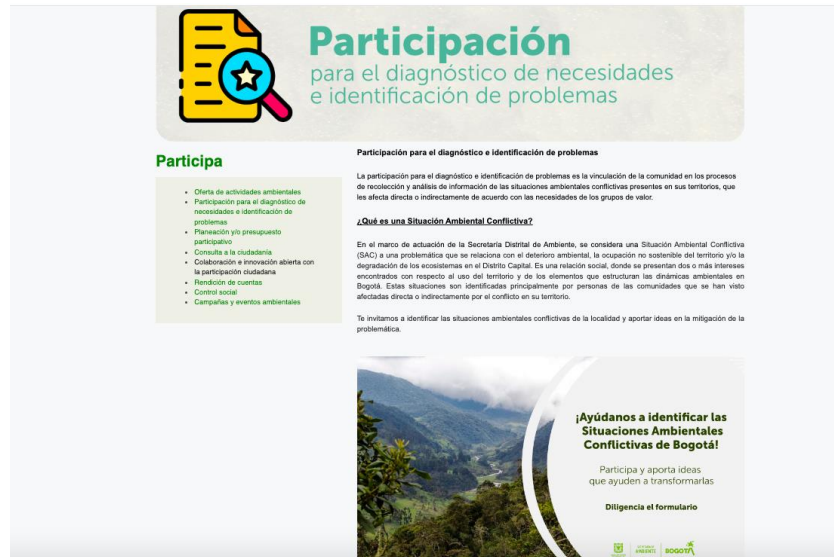 Participación
para el diagnóstico de necesidades
e identificación de problemas
Participa
Oferta de actividades ambientales
Participación para el diagnóstico de
necesidades e identificación de
problemas
Planeación y/o presupuesto
participativo
Consulta a la ciudadanía
Colaboración e innovación abierta con
la participación ciudadana
Rendición de cuentas
Control social
Campañas y eventos ambientales
Participación para el diagnóstico e identificación de problemas
La participación para el diagnóstico e identificación de problemas es la vinculación de la comunidad en los procesos
de recolección y análisis de información de las situaciones ambientales conflictivas presentes en sus territorios, que
les afecta directa o indirectamente de acuerdo con las necesidades de los grupos de valor.
¿Qué es una Situación Ambiental Conflictiva?
En el marco de actuación de la Secretaría Distrital de Ambiente, se considera una Situación Ambiental Conflictiva
(SAC) a una problemática que se relaciona con el deterioro ambiental, la ocupación no sostenible del territorio y/o la
degradación de los ecosistemas en el Distrito Capital. Es una relación social, donde se presentan dos o más intereses
encontrados con respecto al uso del territorio y de los elementos que estructuran las dinámicas ambientales en
Bogotá. Estas situaciones son identificadas principalmente por personas de las comunidades que se han visto
afectadas directa o indirectamente por el conflicto en su territorio.
Te invitamos a identificar las situaciones ambientales conflictivas de la localidad y aportar ideas en la mitigación de la
problemática.
¡Ayúdanos a identificar las
Situaciones Ambientales
Conflictivas de Bogotá!
Participa y aporta ideas
que ayuden a transformarlas
Diligencia el formulario
AMBIENTE
BOGOTÁ